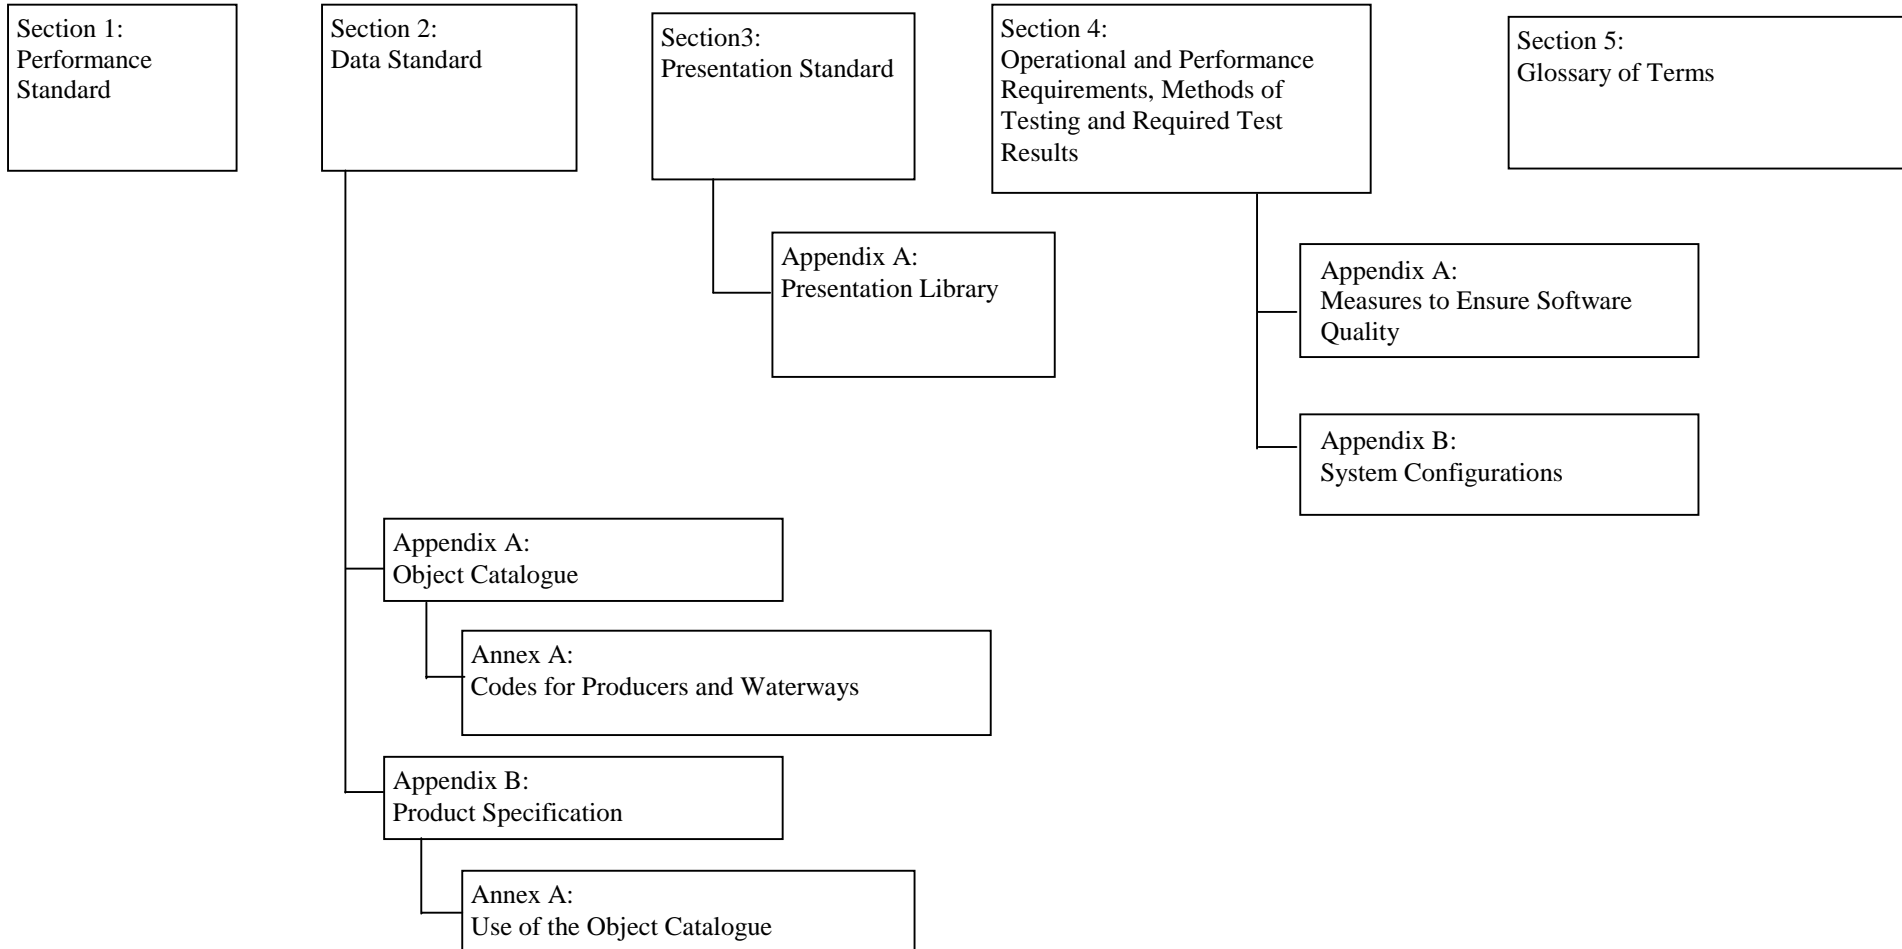 Section 1:
Performance
Standard
Section 2:
Data Standard
Section3:
Presentation Standard
Section 4:
Operational and Performance
Requirements, Methods of
Testing and Required Test
Results
Section 5:
Glossary of Terms
Appendix A:
Presentation Library
Appendix A:
Measures to Ensure Software
Quality
Appendix B:
System Configurations
Appendix A:
Object Catalogue
Annex A:
Codes for Producers and Waterways
Appendix B:
Product Specification
Annex A:
Use of the Object Catalogue